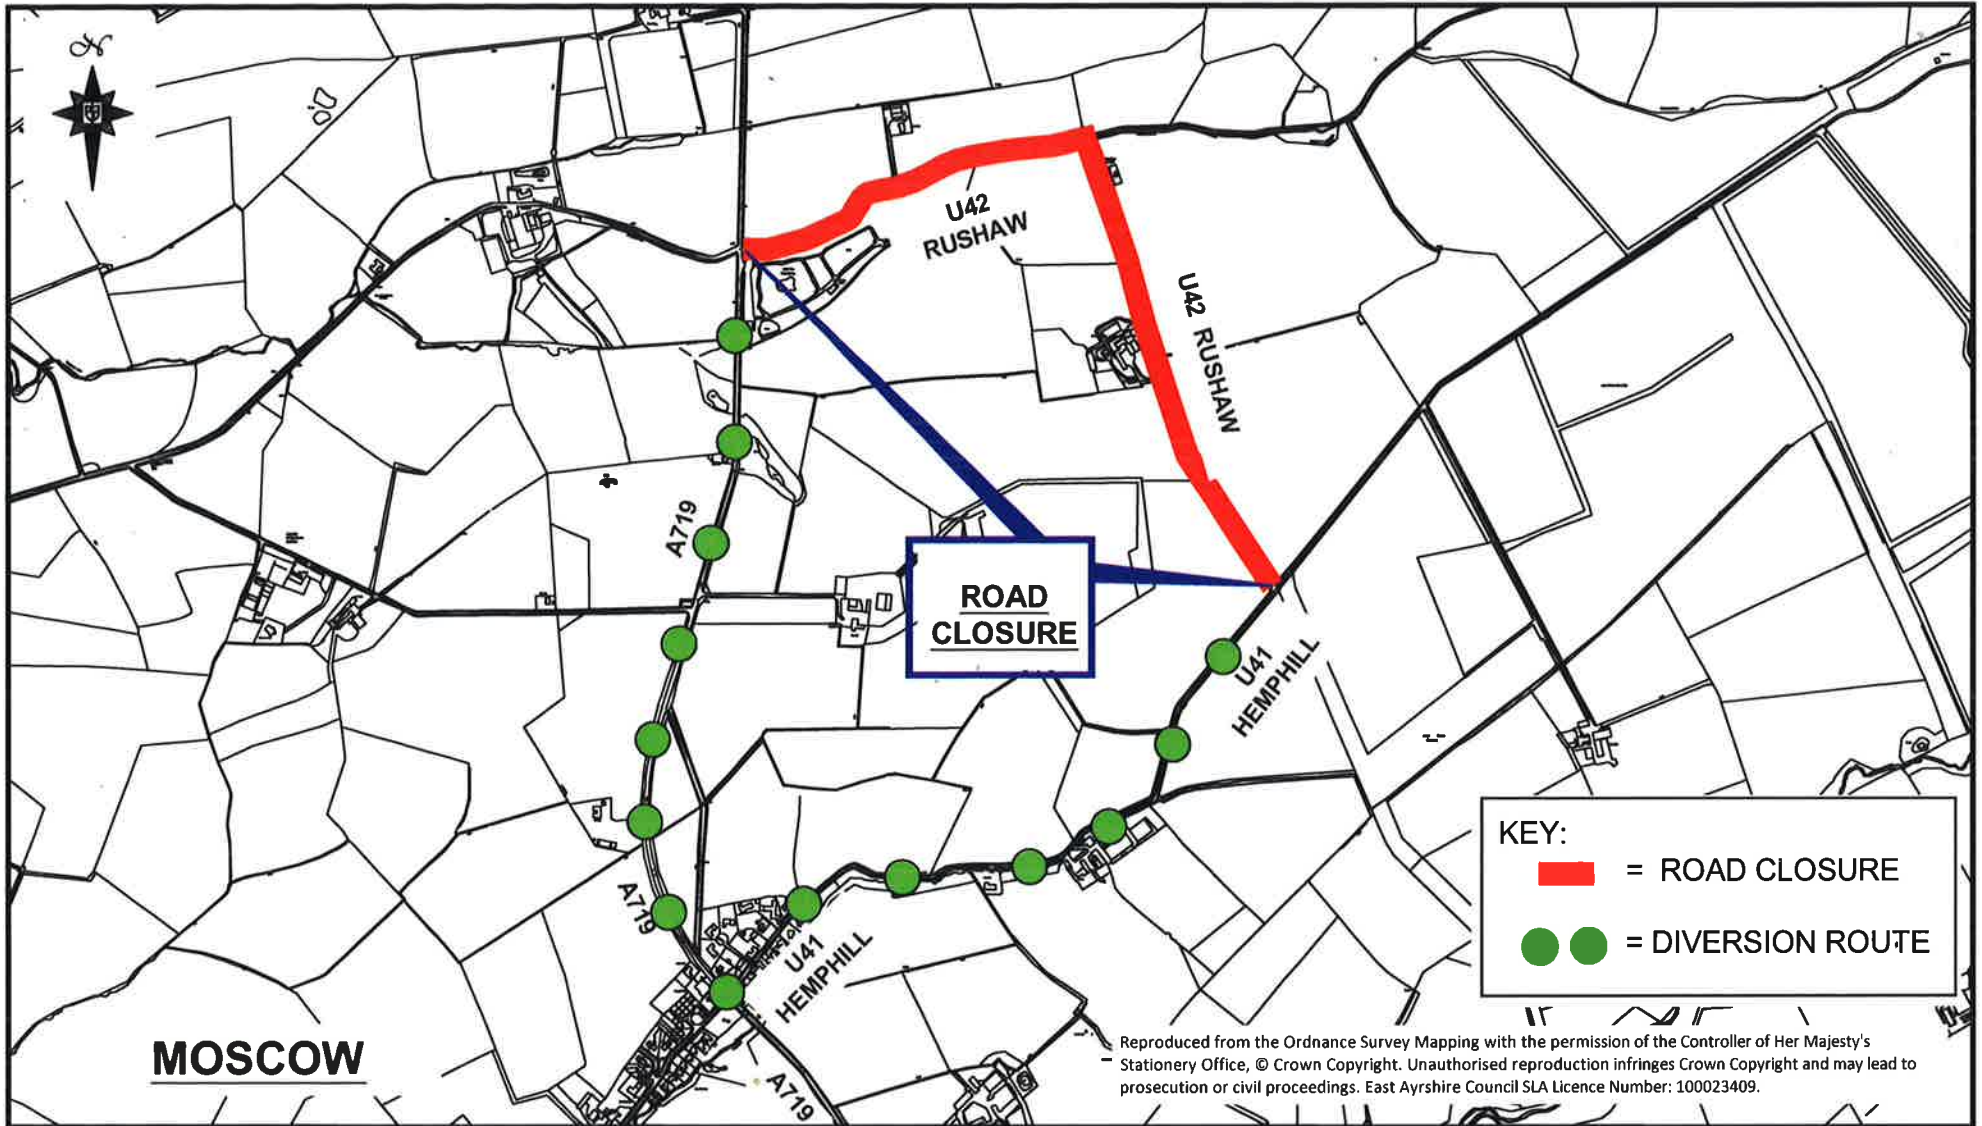 U42
RUSHAW
U42 RUSHAW
A719
ROAD
CLOSURE
U41
HEMPHILL
KEY:
= ROAD CLOSURE
= DIVERSION ROUTE
A719
U41
HEMPHILL
MOSCOW
A719
Reproduced from the Ordnance Survey Mapping with the permission of the Controller of Her Majesty's
Stationery Office, © Crown Copyright. Unauthorised reproduction infringes Crown Copyright and may lead to
prosecution or civil proceedings. East Ayrshire Council SLA Licence Number: 100023409.